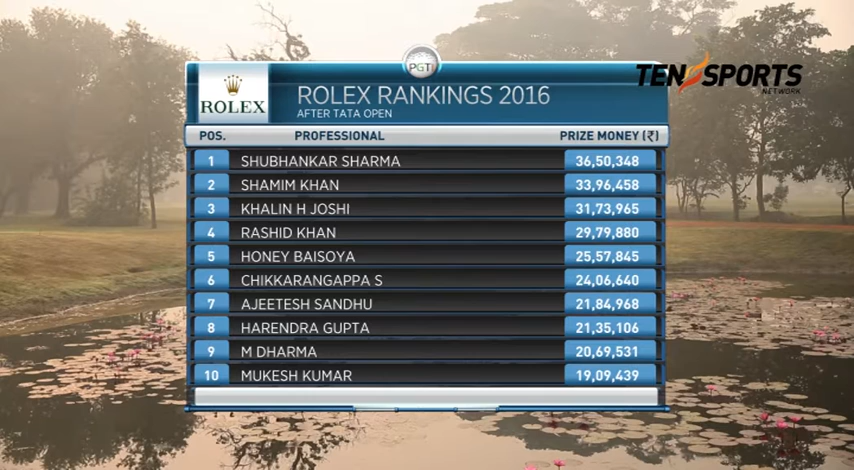 PGTI
TEN SPORTS
NETWORK
ROLEX
ROLEX RANKINGS 2016
AFTER TATA OPEN
POS. PROFESSIONAL PRIZE MONEY (₹)
1 SHUBHANKAR SHARMA 36,50,348
2 SHAMIM KHAN 33,96,458
3 KHALIN H JOSHI 31,73,965
4 RASHID KHAN 29,79,880
5 HONEY BAISOYA 25,57,845
6 CHIKKARANGAPPA S 24,06,640
7 AJEETESH SANDHU 21,84,968
8 HARENDRA GUPTA 21,35,106
9 M DHARMA 20,69,531
10 MUKESH KUMAR 19,09,439